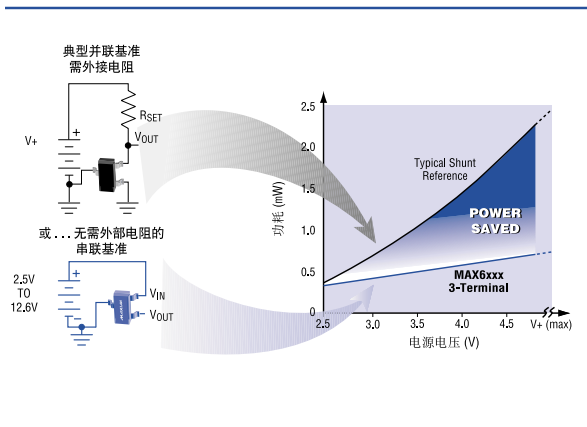 典型并联基准
需外接电阻
RSET
VOUT
V+
+
或...无需外部电阻的
串联基准
2.5V
TO
12.6V
+
VIN
VOUT
2.5
2.0
1.5
1.0
0.5
0
功耗 (mW)
Typical Shunt
Reference
POWER
SAVED
MAX6xxx
3-Terminal
2.5
3.0
3.5
4.0
4.5
V+ (max)
电源电压 (V)